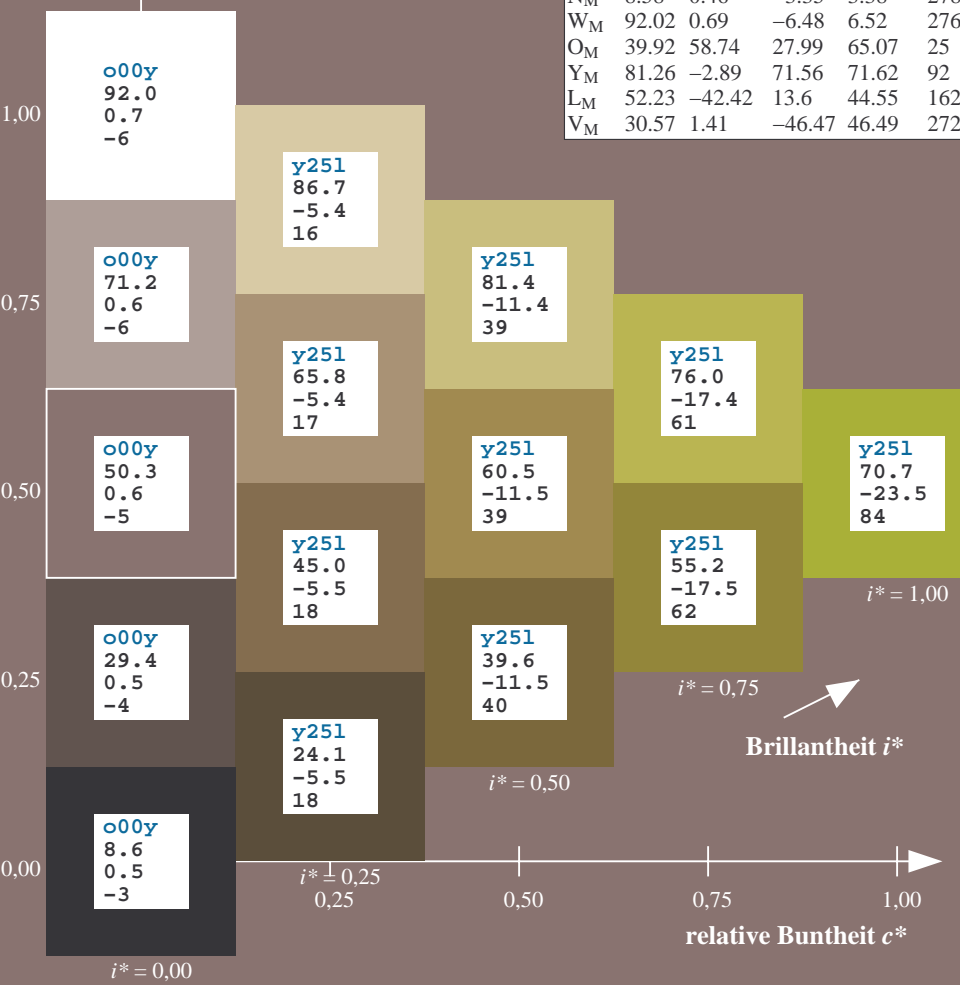 W_M 92.02 0.69 −6.48 6.52 276
O_M 39.92 58.74 27.99 65.07 25
Y_M 81.26 −2.89 71.56 71.62 92
L_M 52.23 −42.42 13.6 44.55 162
V_M 30.57 1.41 −46.47 46.49 272
1,00
o00y
92.0
0.7
−6
y25l
86.7
−5.4
16
0,75
o00y
71.2
0.6
−6
y25l
81.4
−11.4
39
y25l
65.8
−5.4
17
y25l
76.0
−17.4
61
0,50
o00y
50.3
0.6
−5
y25l
60.5
−11.5
39
y25l
70.7
−23.5
84
y25l
45.0
−5.5
18
y25l
55.2
−17.5
62
i* = 1,00
0,25
o00y
29.4
0.5
−4
y25l
39.6
−11.5
40
i* = 0,75
y25l
24.1
−5.5
18
Brillantheit i*
i* = 0,50
0,00
o00y
8.6
0.5
−3
i* = 0,25
0,25 0,50 0,75 1,00
relative Buntheit c*
i* = 0,00